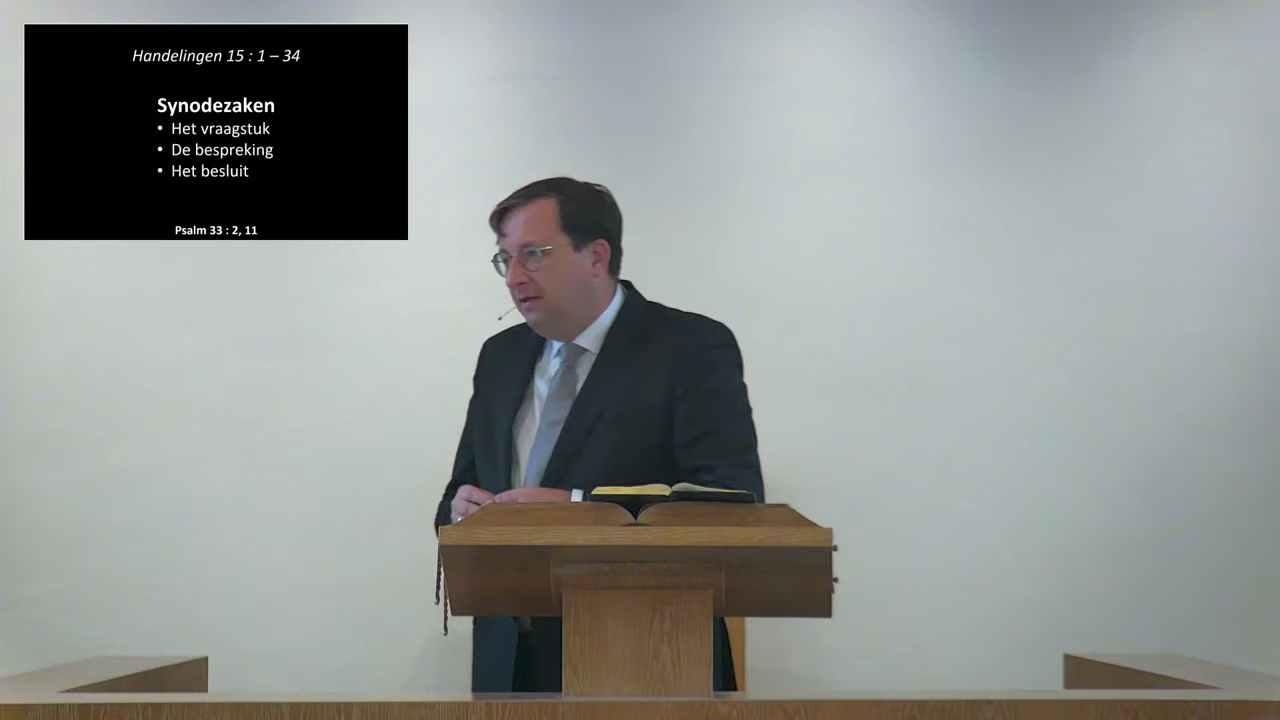 Handelingen 15 : 1 – 34
Synodezaken
• Het vraagstuk
• De bespreking
• Het besluit
Psalm 33 : 2, 11